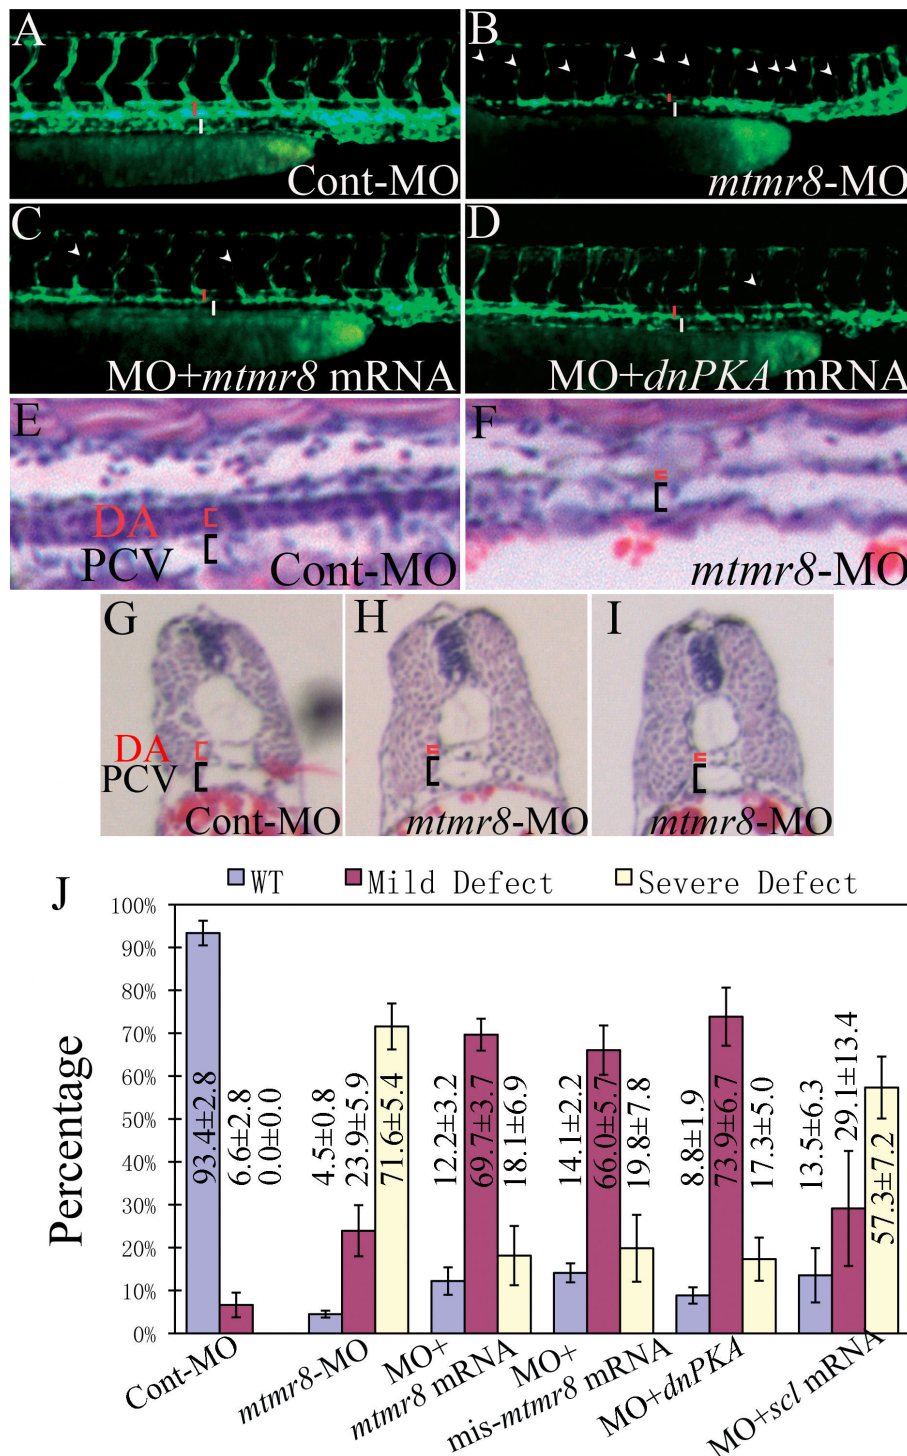 A
Cont-MO
B
mtmr8-MO
C
MO+mtmr8 mRNA
D
MO+dnPKA mRNA
E
DA
PCV
Cont-MO
F
mtmr8-MO
G
DA
PCV
Cont-MO
H
mtmr8-MO
I
mtmr8-MO
J
WT
Mild Defect
Severe Defect
Percentage
100%
90%
80%
70%
60%
50%
40%
30%
20%
10%
0%
93.4±2.8
6.6±2.8
0.0±0.0
4.5±0.8
23.9±5.9
71.6±5.4
12.2±3.2
69.7±3.7
18.1±6.9
14.1±2.2
66.0±5.7
19.8±7.8
8.8±1.9
73.9±6.7
17.3±5.0
13.5±6.3
29.1±13.4
57.3±7.2
Cont-MO
mtmr8-MO
MO+
mtmr8 mRNA
MO+
mis-mtmr8 mRNA
MO+dnPKA
MO+scl mRNA